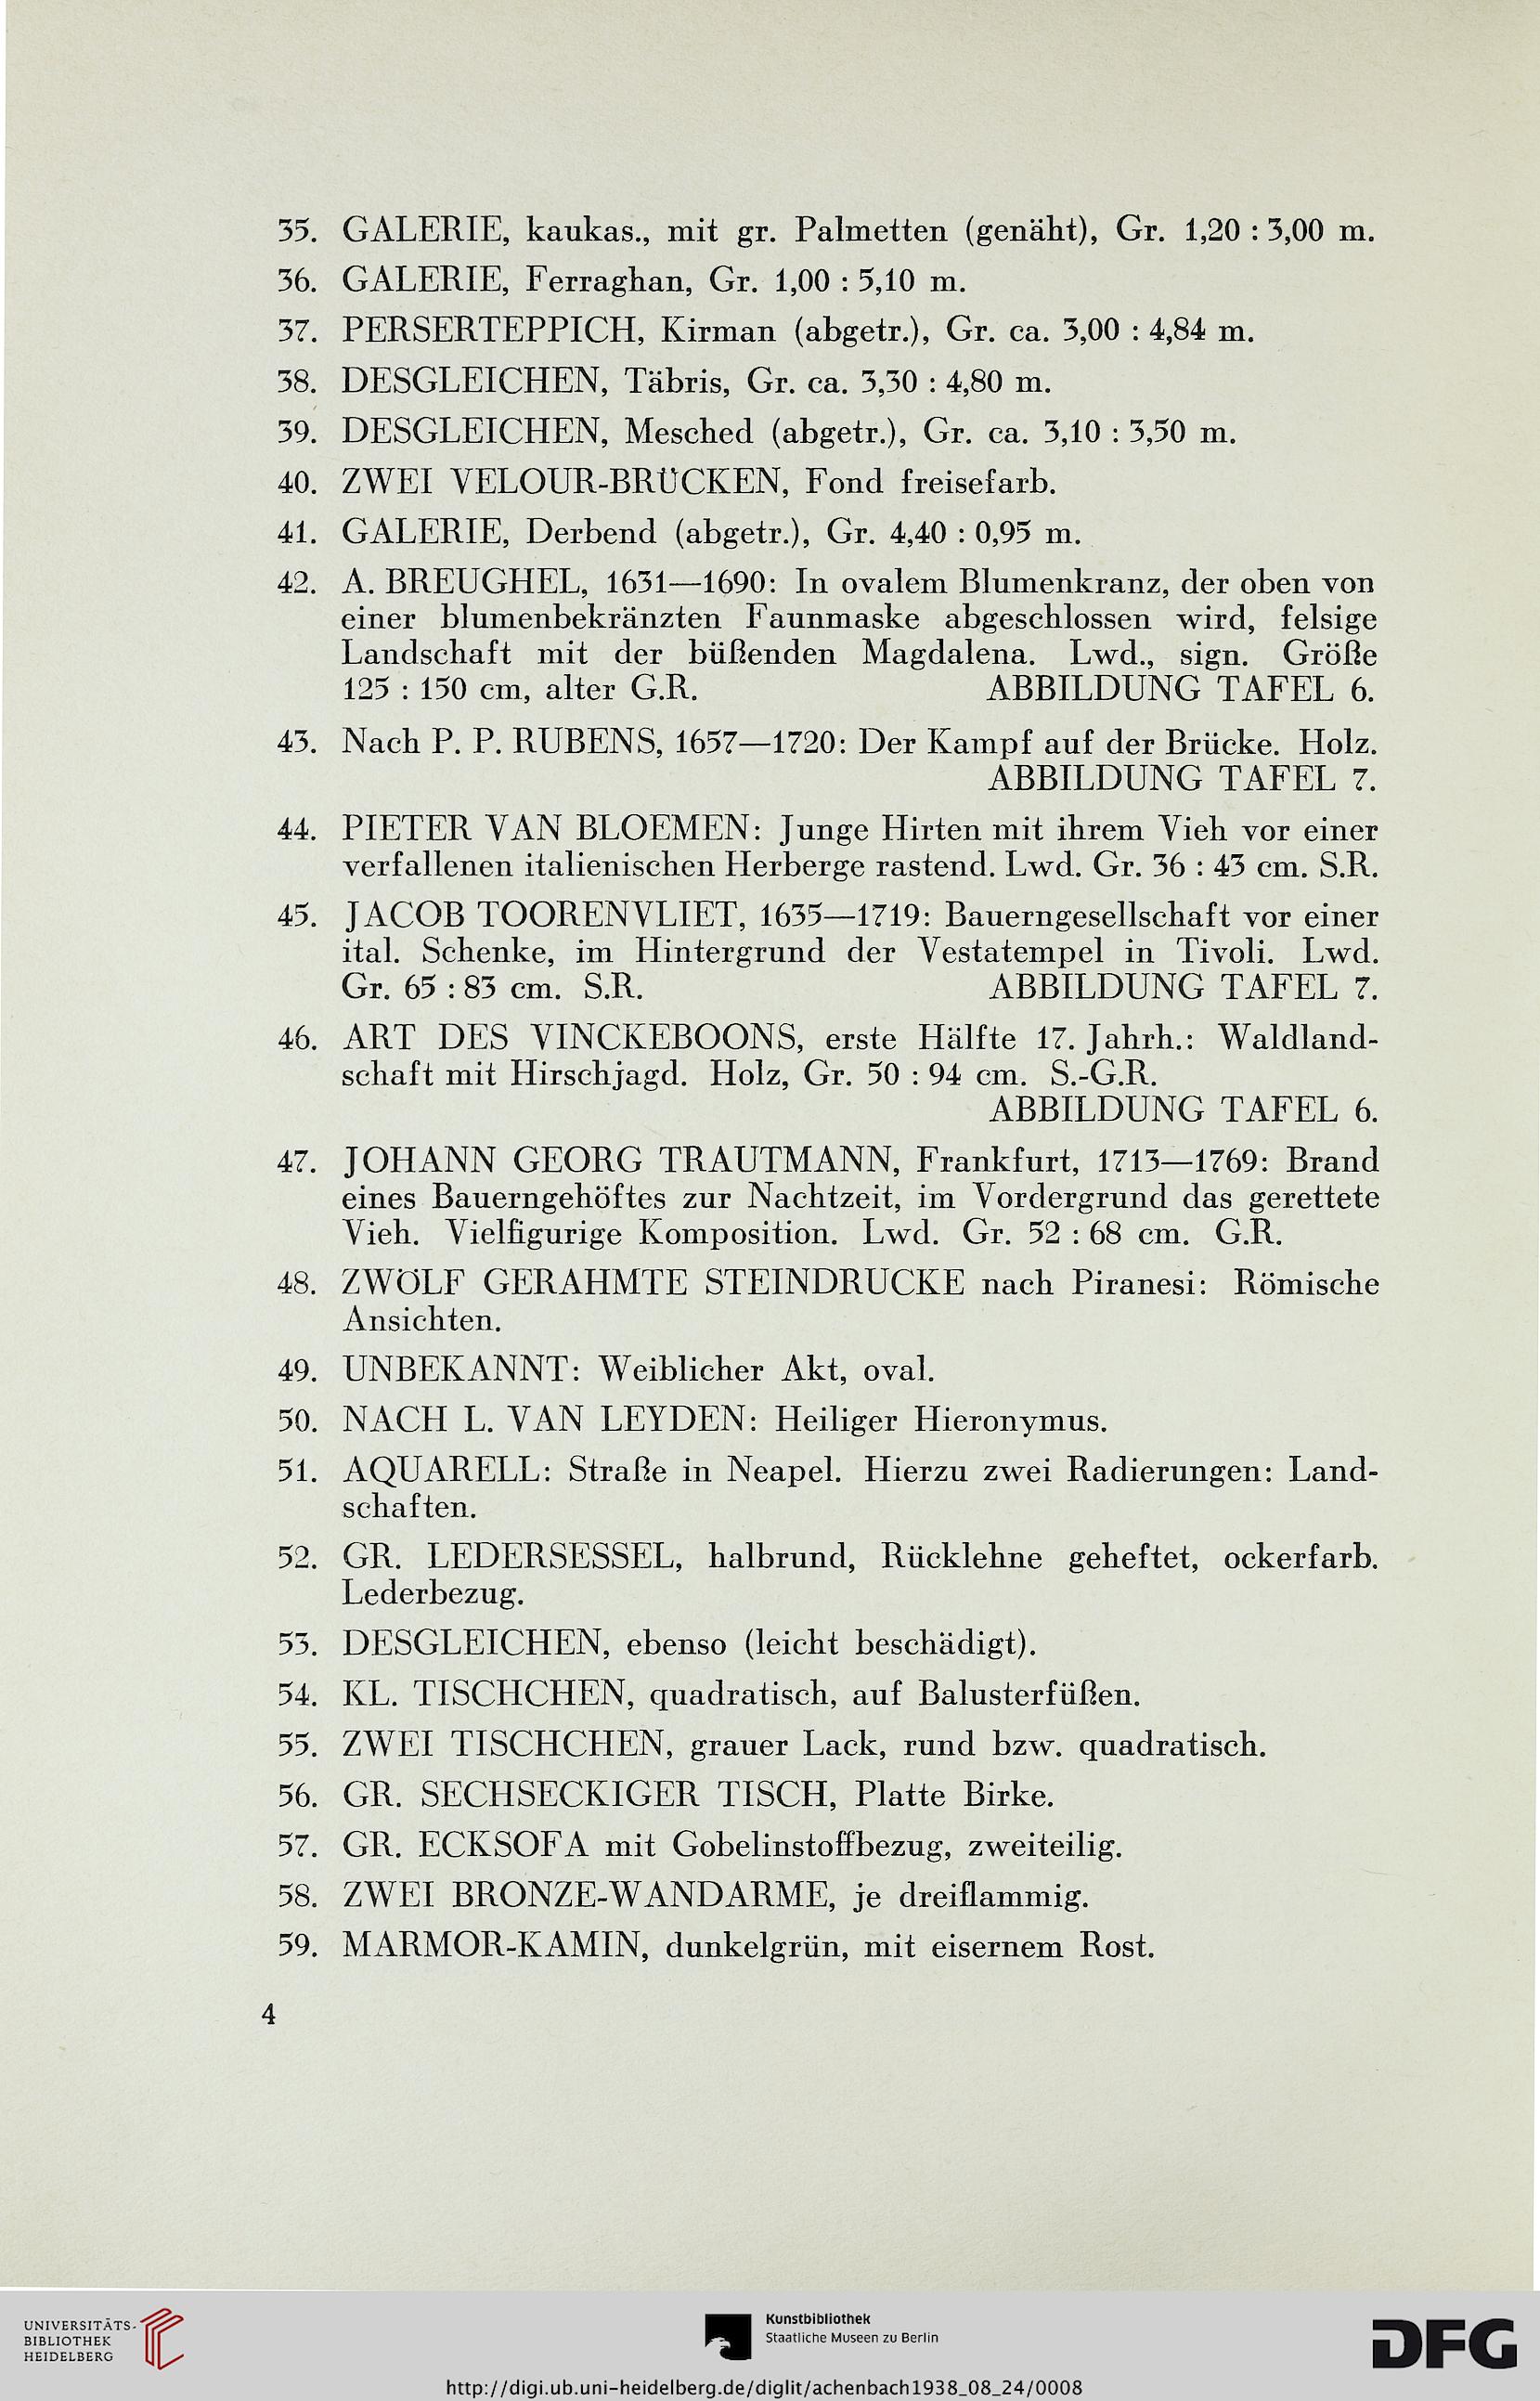 35. GALERIE, kaukas., mit gr. Palmetten (genäht), Gr. 1,20 : 3,00 m.
36. GALERIE, Ferraghan, Gr. 1,00 : 5,10 m.
37. PERSERTEPPICH, Kirman (abgetr.), Gr. ca. 3,00 : 4,84 m.
38. DESGLEICHEN, Täbris, Gr. ca. 3,30 : 4,80 m.
39. DESGLEICHEN, Mesched (abgetr.), Gr. ca. 3,10 : 3,50 m.
40. ZWEI VELOUR-BRÜCKEN, Fond freisefarb.
41. GALERIE, Derbend (abgetr.), Gr. 4,40 : 0,95 m.
42. A. BREUGHEL, 1631—1690: In ovalem Blumenkranz, der oben von
einer blumenbekränzten Faunmaske abgeschlossen wird, felsige
Landschaft mit der büßenden Magdalena. Lwd., sign. Größe
125 : 150 cm, alter G.R. ABBILDUNG TAFEL 6.
43. Nach P. P. RUBENS, 1657—1720: Der Kampf auf der Brücke. Holz.
ABBILDUNG TAFEL 7.
44. PIETER VAN BLOEMEN: Junge Hirten mit ihrem Vieh vor einer
verfallenen italienischen Herberge rastend. Lwd. Gr. 36 : 43 cm. S.R.
45. JACOB TOORENVLIET, 1635—1719: Bauerngesellschaft vor einer
ital. Schenke, im Hintergrund der Vestatempel in Tivoli. Lwd.
Gr. 65 : 83 cm. S.R. ABBILDUNG TAFEL 7.
46. ART DES VINCKEBOONS, erste Hälfte 17. Jahrh.: Waldland-
schaft mit Hirschjagd. Holz, Gr. 50 : 94 cm. S.-G.R.
ABBILDUNG TAFEL 6.
47. JOHANN GEORG TRAUTMANN, Frankfurt, 1713—1769: Brand
eines Bauerngehöftes zur Nachtzeit, im Vordergrund das gerettete
Vieh. Vielfigurige Komposition. Lwd. Gr. 52 : 68 cm. G.R.
48. ZWÖLF GERAHMTE STEINDRUCKE nach Piranesi: Römische
Ansichten.
49. UNBEKANNT: Weiblicher Akt, oval.
50. NACH L. VAN LEYDEN: Heiliger Hieronymus.
51. AQUARELL: Straße in Neapel. Hierzu zwei Radierungen: Land-
schaften.
52. GR. LEDERSESSEL, halbrund, Rücklehne geheftet, ockerfarb.
Lederbezug.
53. DESGLEICHEN, ebenso (leicht beschädigt).
54. KL. TISCHCHEN, quadratisch, auf Balusterfüßen.
55. ZWEI TISCHCHEN, grauer Lack, rund bzw. quadratisch.
56. GR. SECHSECKIGER TISCH, Platte Birke.
57. GR. ECKSOFA mit Gobelinstoffbezug, zweiteilig.
58. ZWEI BRONZE-WANDARME, je dreiflammig.
59. MARMOR-KAMIN, dunkelgrün, mit eisernem Rost.
4
UNIVERSITÄTS-
BIBLIOTHEK
HEIDELBERG
Kunstbibliothek
Staatliche Museen zu Berlin
DFG
http://digi.ub.uni-heidelberg.de/diglit/achenbach1938_08_24/0008